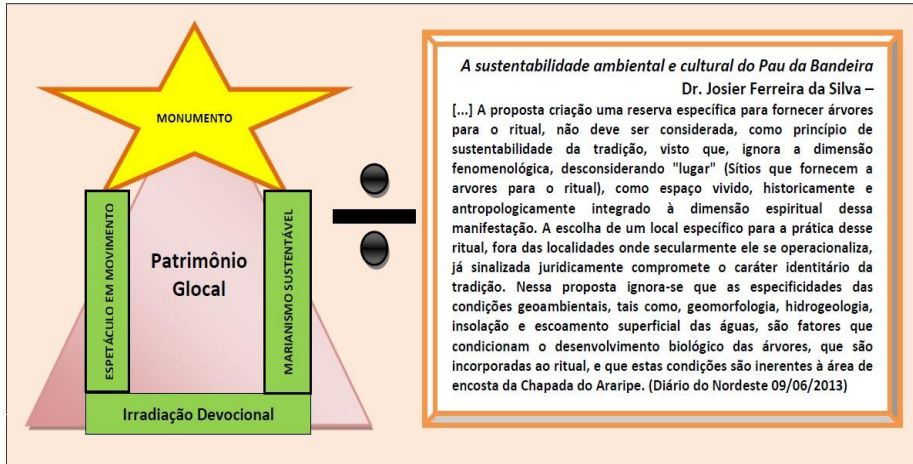 MONUMENTO
ESPETÁCULO EM MOVIMENTO
Patrimônio
Glocal
MARIANISMO SUSTENTÁVEL
Irradiação Devocional
A sustentabilidade ambiental e cultural do Pau da Bandeira
Dr. Josier Ferreira da Silva –
[...] A proposta criação uma reserva específica para fornecer árvores
para o ritual, não deve ser considerada, como princípio de
sustentabilidade da tradição, visto que, ignora a dimensão
fenomenológica, desconsiderando "lugar" (Sítios que fornecem a
arvores para o ritual), como espaço vivido, historicamente e
antropologicamente integrado à dimensão espiritual dessa
manifestação. A escolha de um local específico para a prática desse
ritual, fora das localidades onde secularmente ele se operacionaliza,
já sinalizada juridicamente compromete o caráter identitário da
tradição. Nessa proposta ignora-se que as especificidades das
condições geoambientais, tais como, geomorfologia, hidrogeologia,
insolação e escoamento superficial das águas, são fatores que
condicionam o desenvolvimento biológico das árvores, que são
incorporadas ao ritual, e que estas condições são inerentes à área de
encosta da Chapada do Araripe. (Diário do Nordeste 09/06/2013)